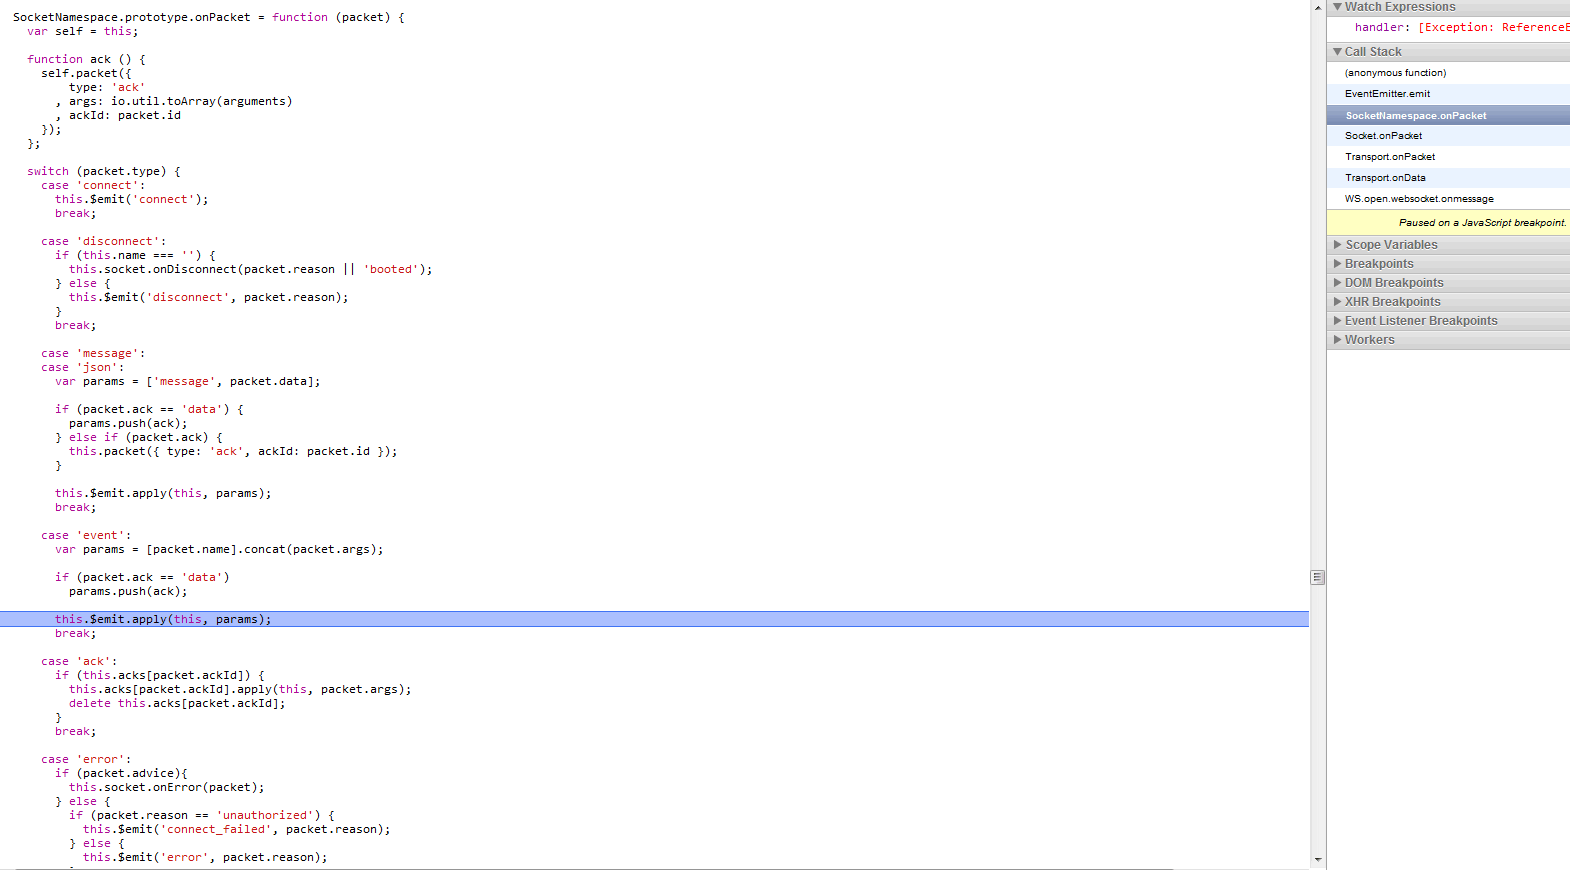 SocketNamespace.prototype.onPacket = function (packet) {
  var self = this;

  function ack () {
    self.packet({
        type: 'ack'
      , args: io.util.toArray(arguments)
      , ackId: packet.id
    });
  };

  switch (packet.type) {
    case 'connect':
      this.$emit('connect');
      break;

    case 'disconnect':
      if (this.name === '') {
        this.socket.onDisconnect(packet.reason || 'booted');
      } else {
        this.$emit('disconnect', packet.reason);
      }
      break;

    case 'message':
    case 'json':
      var params = ['message', packet.data];

      if (packet.ack == 'data') {
        params.push(ack);
      } else if (packet.ack) {
        this.packet({ type: 'ack', ackId: packet.id });
      }

      this.$emit.apply(this, params);
      break;

    case 'event':
      var params = [packet.name].concat(packet.args);

      if (packet.ack == 'data')
        params.push(ack);

      this.$emit.apply(this, params);
      break;

    case 'ack':
      if (this.acks[packet.ackId]) {
        this.acks[packet.ackId].apply(this, packet.args);
        delete this.acks[packet.ackId];
      }
      break;

    case 'error':
      if (packet.advice){
        this.socket.onError(packet);
      } else {
        if (packet.reason == 'unauthorized') {
          this.$emit('connect_failed', packet.reason);
        } else {
          this.$emit('error', packet.reason);
Watch Expressions
handler: [Exception: ReferenceE
Call Stack
(anonymous function)
EventEmitter.emit
SocketNamespace.onPacket
Socket.onPacket
Transport.onPacket
Transport.onData
WS.open.websocket.onmessage
Paused on a JavaScript breakpoint.
Scope Variables
Breakpoints
DOM Breakpoints
XHR Breakpoints
Event Listener Breakpoints
Workers